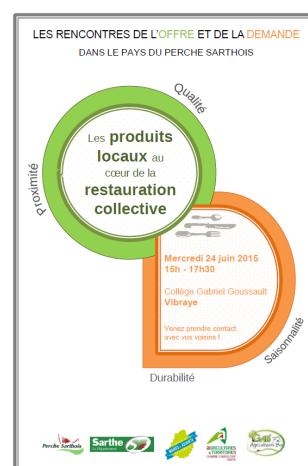 LES RENCONTRES DE L'OFFRE ET DE LA DEMANDE
DANS LE PAYS DU PERCHE SARTHOIS
Qualité
Proximité
Les produits
locaux au
cœur de la
restauration
collective
Mercredi 24 juin 2015
15h - 17h30
Collège Gabriel Goussault
Vibraye
Venez prendre contact
avec vos voisins !
Saisonnalité
Durabilité
Perche Sarthois
Sarthe
AGRICULTURES
& TERRITOIRES